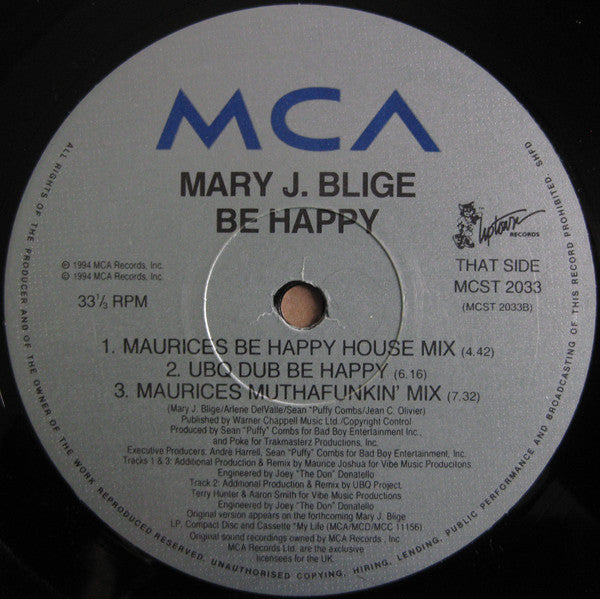 MCA
MARY J. BLIGE
BE HAPPY
Uptown
RECORDS
℗ 1994 MCA Records, Inc.
© 1994 MCA Records, Inc.
33⅓ RPM
THAT SIDE
MCST 2033
(MCST 2033B)
1. MAURICES BE HAPPY HOUSE MIX (4.42)
2. UBQ DUB BE HAPPY (6.16)
3. MAURICES MUTHAFUNKIN' MIX (7.32)
(Mary J. Blige/Arlene DelValle/Sean "Puffy Combs/Jean C. Olivier)
Published by Warner Chappell Music Ltd./Copyright Control
Produced by Sean "Puffy" Combs for Bad Boy Entertainment Inc.,
and Poke for Trakmasterz Productions, Inc.
Executive Producers: André Harrell, Sean "Puffy" Combs for Bad Boy Entertainment, Inc.
Tracks 1 & 3: Additional Production & Remix by Maurice Joshua for Vibe Music Producitons
Engineered by Joey "The Don" Donatello
Track 2: Additional Production & Remix by UBQ Project.
Terry Hunter & Aaron Smith for Vibe Music Productions
Engineered by Joey "The Don" Donatello
Original version appears on the forthcoming Mary J. Blige
LP, Compact Disc and Cassette "My Life (MCA/MCD/MCC 11156)
Original sound recordings owned by MCA Records , Inc
MCA Records Ltd. are the exclusive
licensees for the UK.
ALL RIGHTS OF THE PRODUCER AND OF THE OWNER OF THE WORK REPRODUCED RESERVED. UNAUTHORISED COPYING, HIRING, LENDING, PUBLIC PERFORMANCE AND BROADCASTING OF THIS RECORD PROHIBITED. SHFD